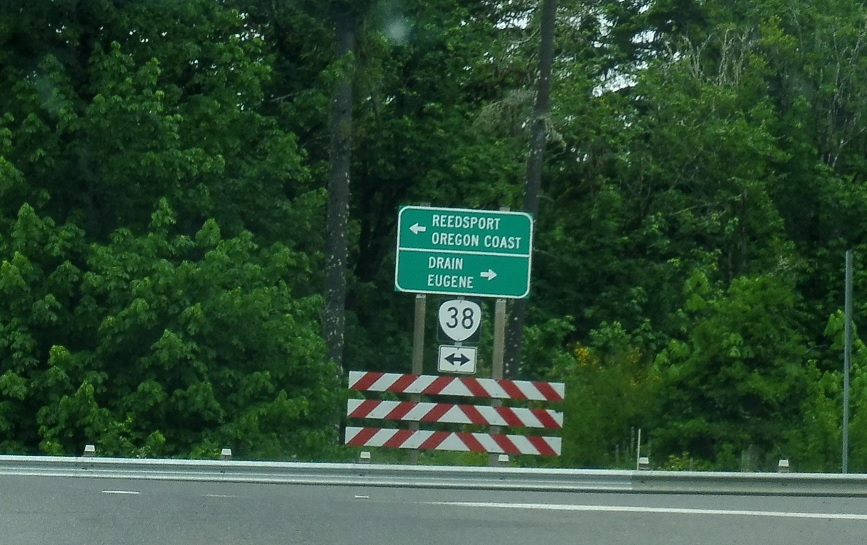 REEDSPORT
OREGON COAST
DRAIN
EUGENE
38